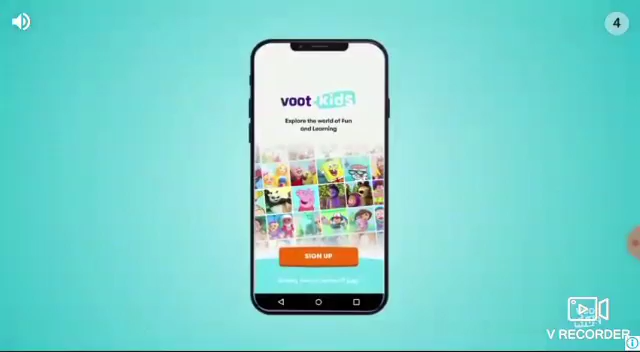 4
voot kids
Explore the world of Fun
and Learning
SIGN UP
V RECORDER